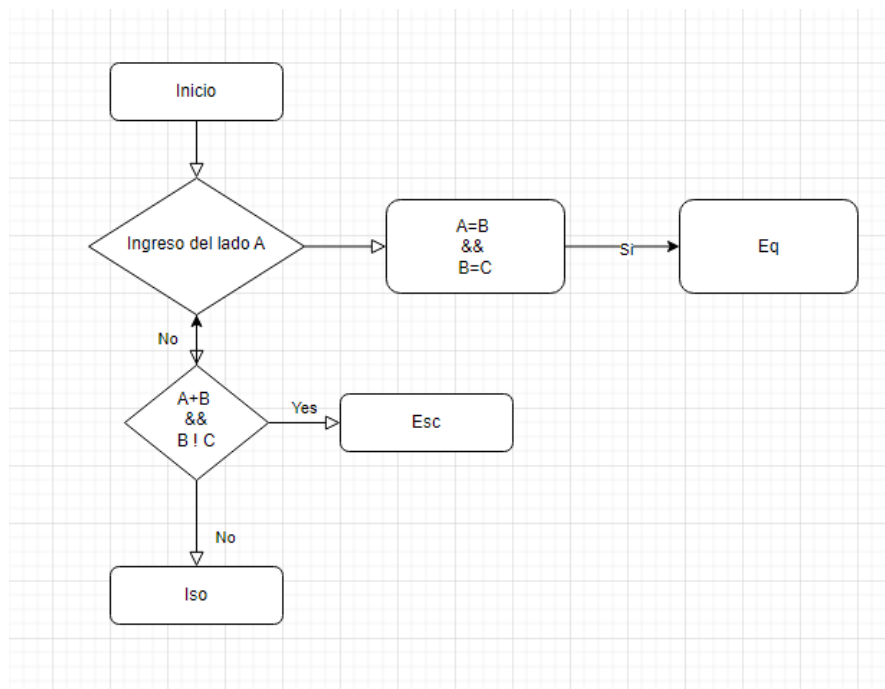 Inicio
Ingreso del lado A
A=B
&&
B=C
Si
Eq
No
A+B
&&
B ! C
Yes
Esc
No
Iso